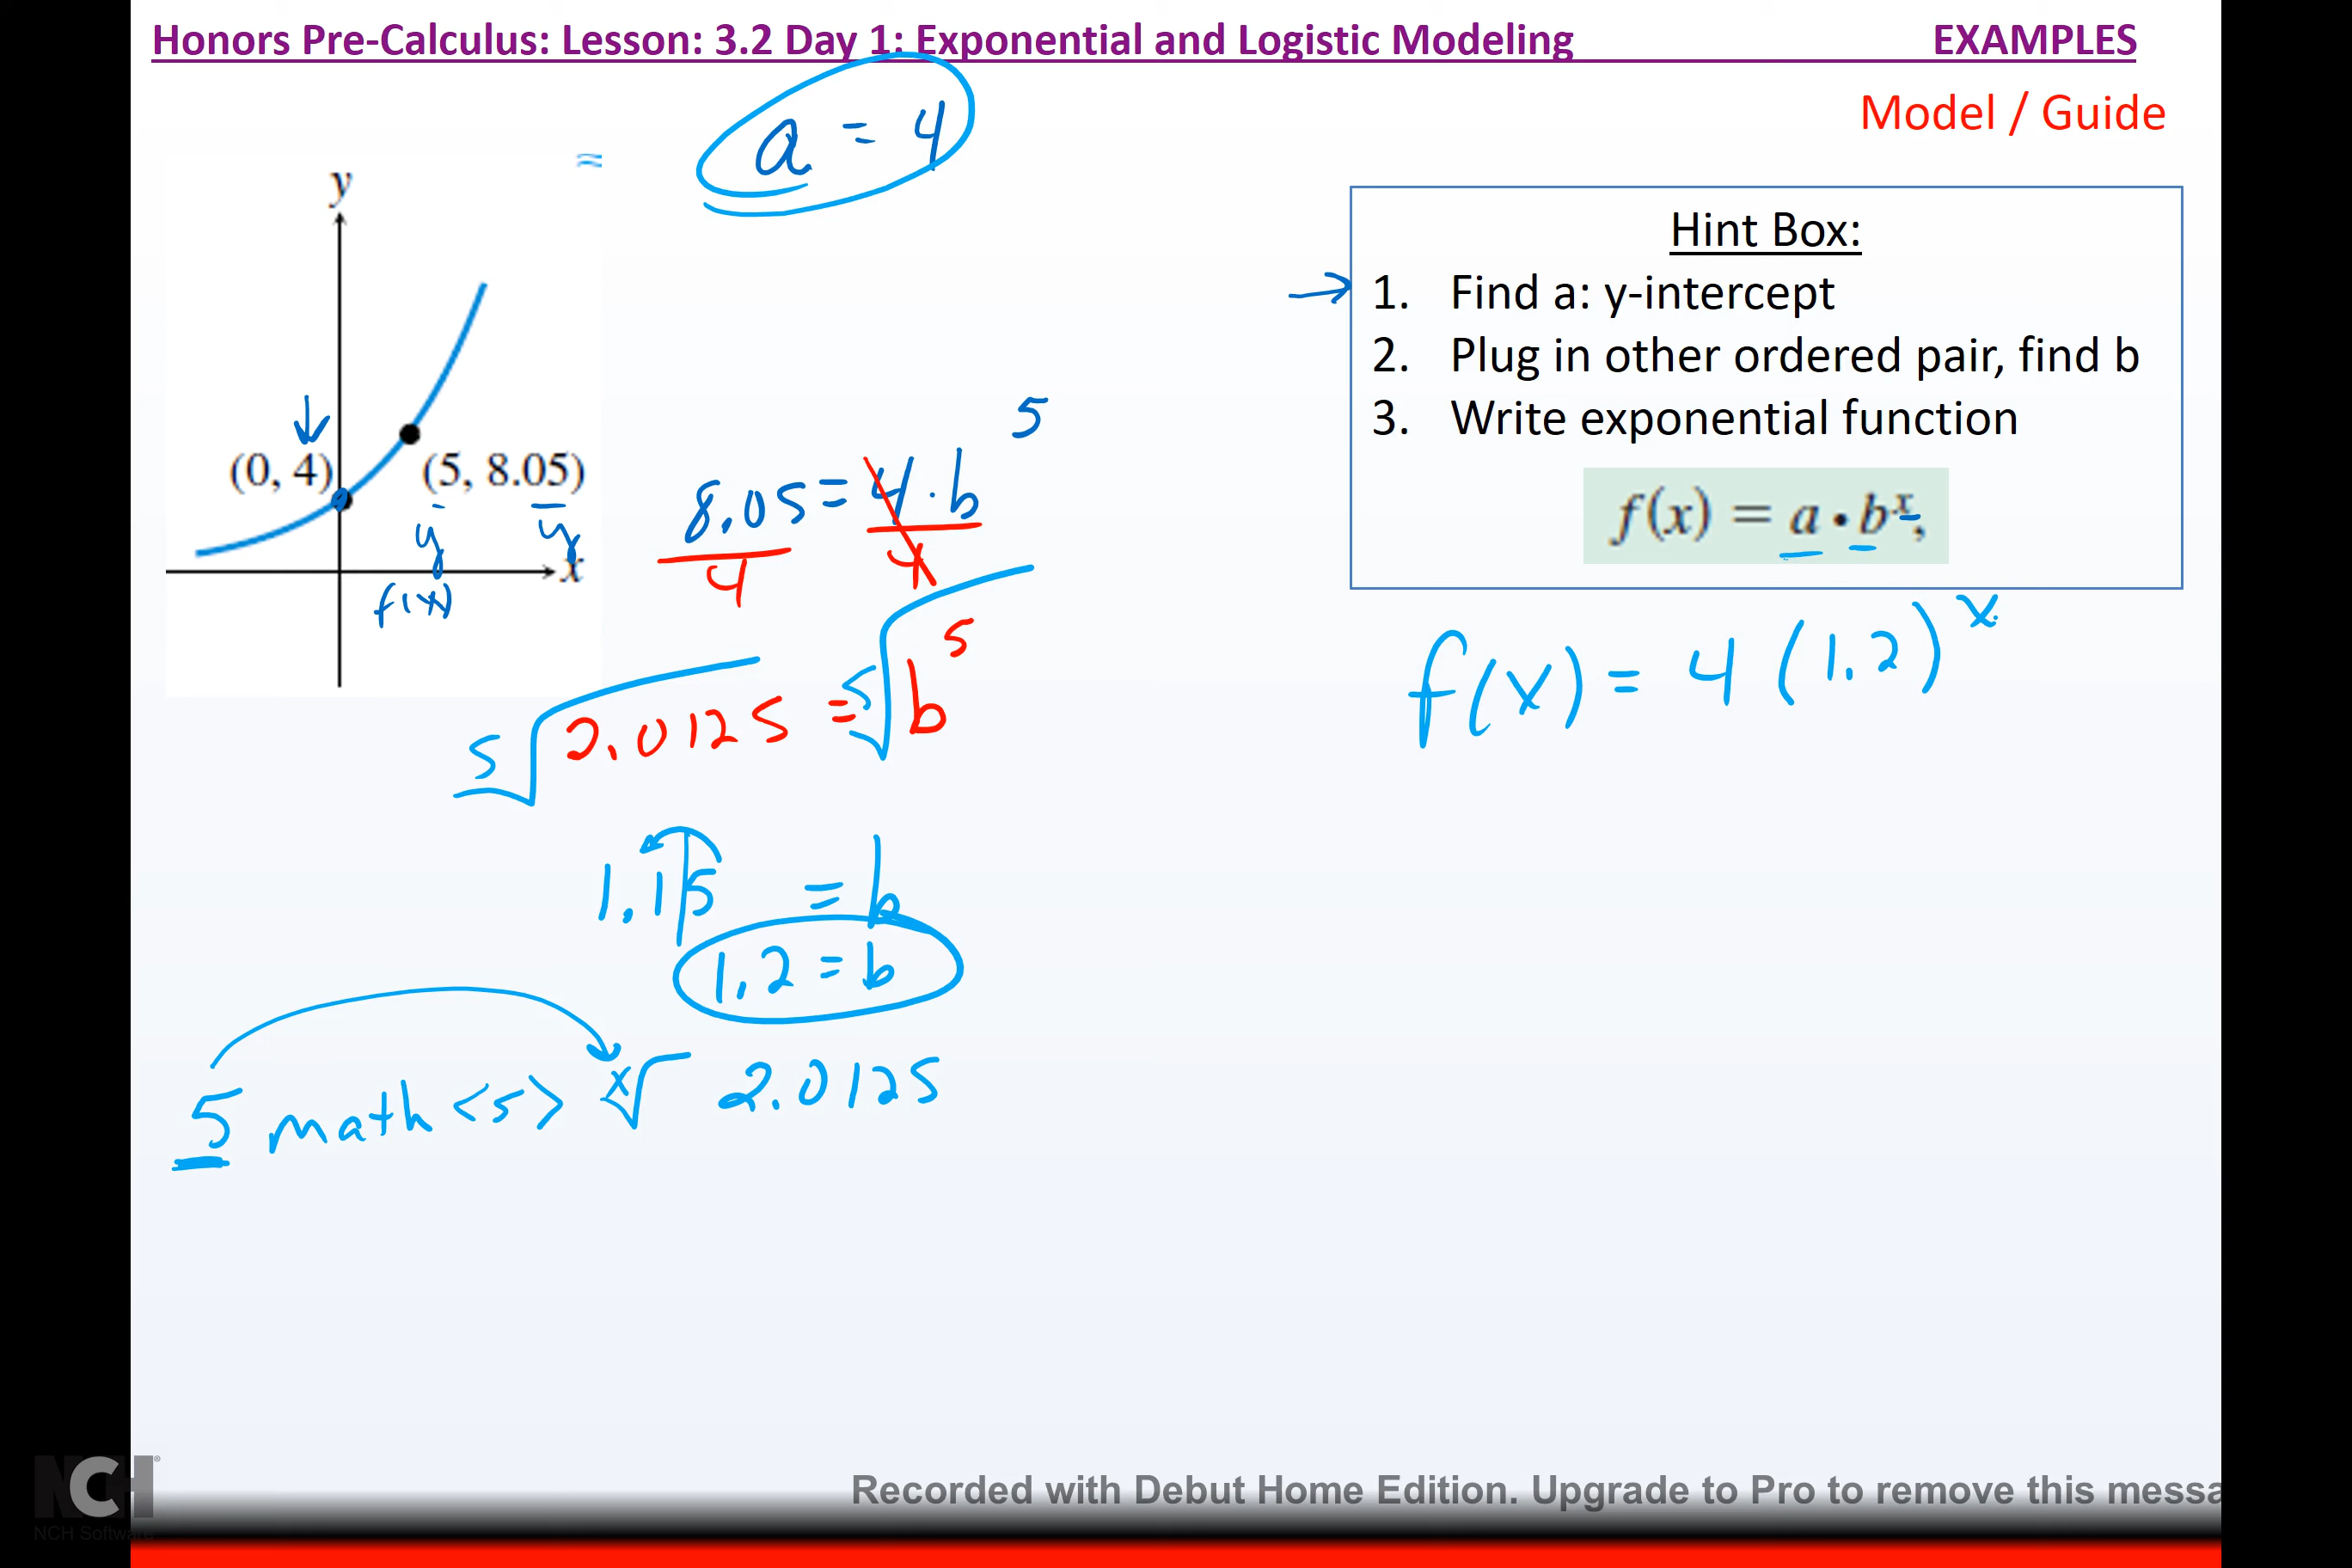 Honors Pre-Calculus: Lesson: 3.2 Day 1: Exponential and Logistic Modeling EXAMPLES
Model / Guide
a = 4
≈
y
(0, 4)
(5, 8.05)
y y
x
f(x)
Hint Box:
1. Find a: y-intercept
2. Plug in other ordered pair, find b
3. Write exponential function
f(x) = a • b^x,
f(x) = 4 (1.2)^x
8.05 = 4 · b^5
4 4
⁵√2.0125 = ⁵√b^5
1.15 = b
1.2 = b
5 math <5> ˣ√ 2.0125
NCH®
NCH Software
Recorded with Debut Home Edition. Upgrade to Pro to remove this messa